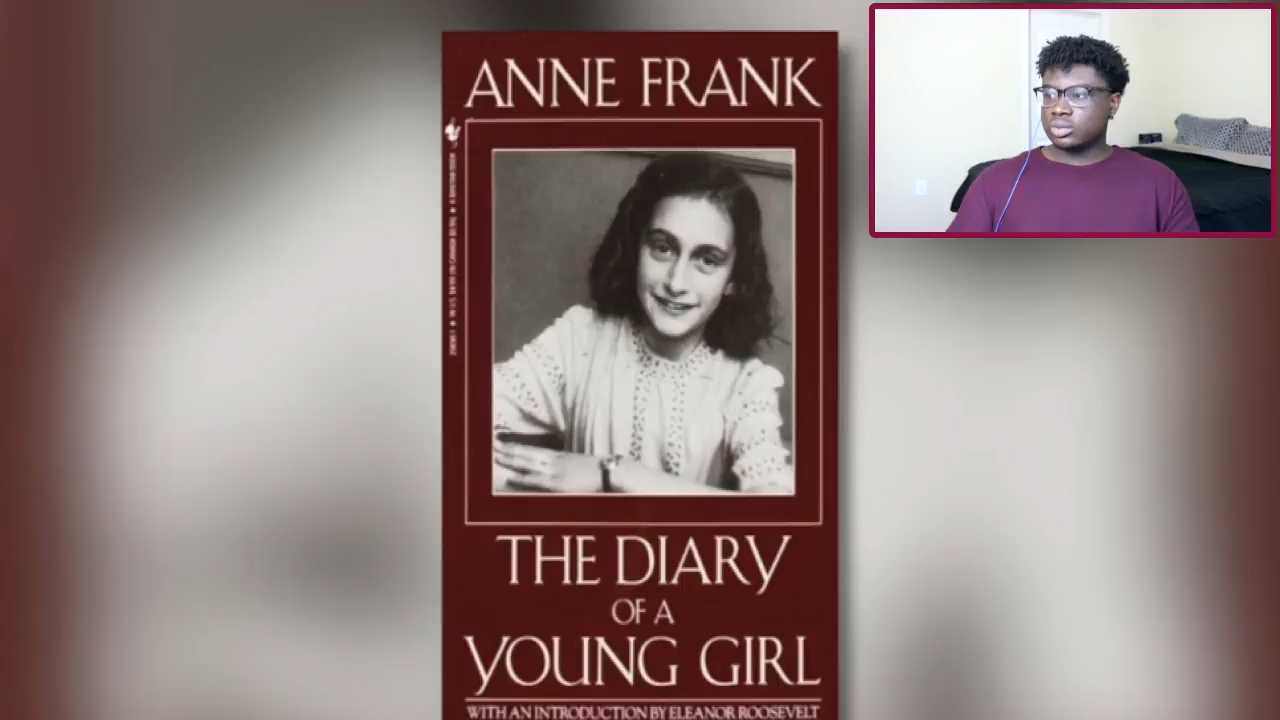 ANNE FRANK
THE DIARY
OF A
YOUNG GIRL
WITH AN INTRODUCTION BY ELEANOR ROOSEVELT